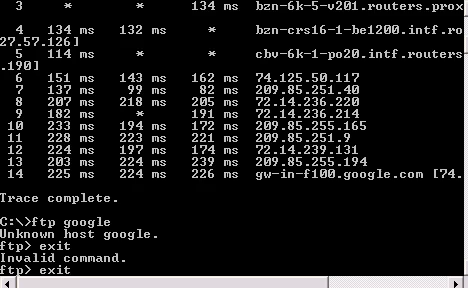 3 * * 134 ms bzn-6k-5-v201.routers.prox
4 134 ms 132 ms * bzn-crs16-1-be1200.intf.ro
27.57.126]
5 114 ms * * cbv-6k-1-po20.intf.routers
.190]
6 151 ms 143 ms 162 ms 74.125.50.117
7 137 ms 99 ms 82 ms 209.85.251.40
8 207 ms 218 ms 205 ms 72.14.236.220
9 182 ms * 191 ms 72.14.236.214
10 233 ms 194 ms 172 ms 209.85.255.165
11 228 ms 223 ms 221 ms 209.85.251.9
12 224 ms 197 ms 174 ms 72.14.239.131
13 203 ms 224 ms 239 ms 209.85.255.194
14 225 ms 224 ms 226 ms gw-in-f100.google.com [74.
Trace complete.
C:\>ftp google
Unknown host google.
ftp> exit
Invalid command.
ftp> exit